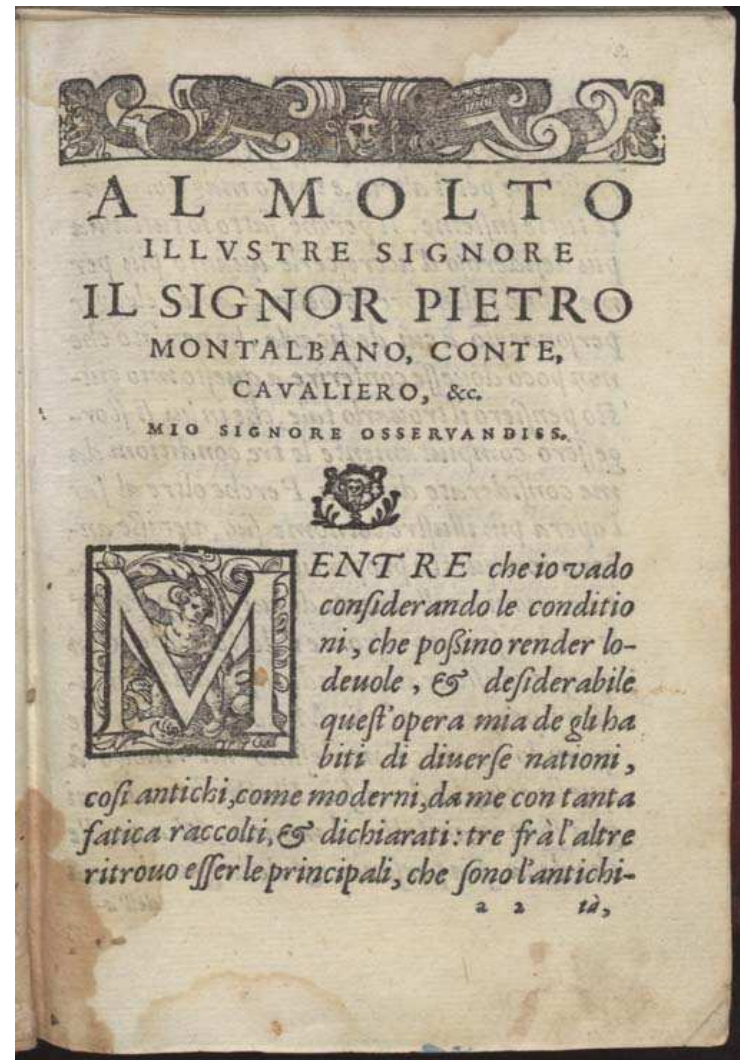 AL MOLTO
ILLVSTRE SIGNORE
IL SIGNOR PIETRO
MONTALBANO, CONTE,
CAVALIERO, &c.
MIO SIGNORE OSSERVANDISS.
MENTRE che io vado
conſiderando le conditio
ni, che poßino render lo-
deuole, & deſiderabile
queſt'opera mia de gli ha
biti di diuerſe nationi,
coſi antichi, come moderni, da me con tanta
fatica raccolti, & dichiarati: tre frà l'altre
ritrouo eſſer le principali, che ſono l'antichi-
a 2 tà,